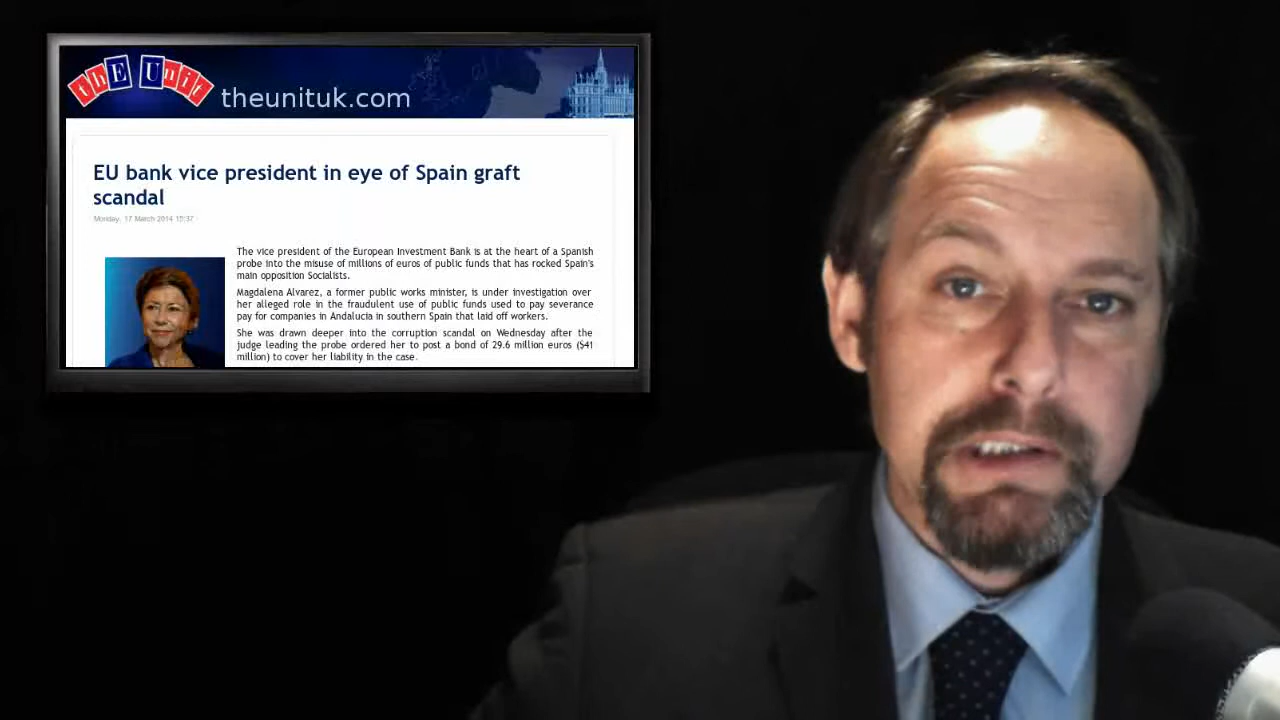 thE Unit
theunituk.com
EU bank vice president in eye of Spain graft
scandal
Monday, 17 March 2014 15:37
The vice president of the European Investment Bank is at the heart of a Spanish
probe into the misuse of millions of euros of public funds that has rocked Spain's
main opposition Socialists.
Magdalena Alvarez, a former public works minister, is under investigation over
her alleged role in the fraudulent use of public funds used to pay severance
pay for companies in Andalucia in southern Spain that laid off workers.
She was drawn deeper into the corruption scandal on Wednesday after the
judge leading the probe ordered her to post a bond of 29.6 million euros ($41
million) to cover her liability in the case.